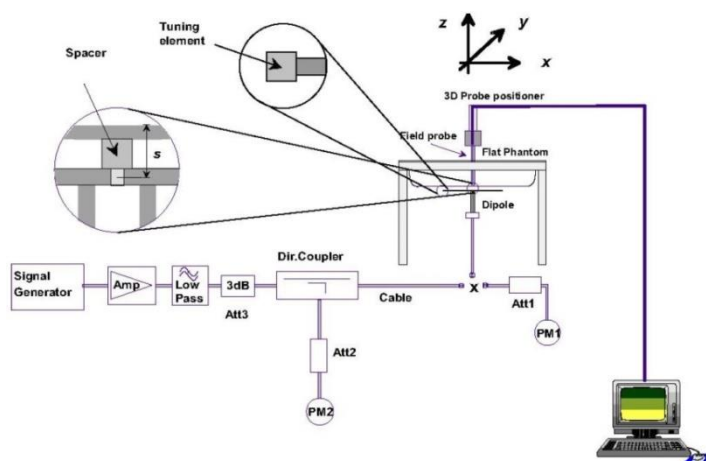 Tuning
element
Spacer
s
z
y
x
3D Probe positioner
Field probe
Flat Phantom
Dipole
Signal
Generator
Amp
Low
Pass
3dB
Att3
Dir.Coupler
Cable
x
Att1
PM1
Att2
PM2